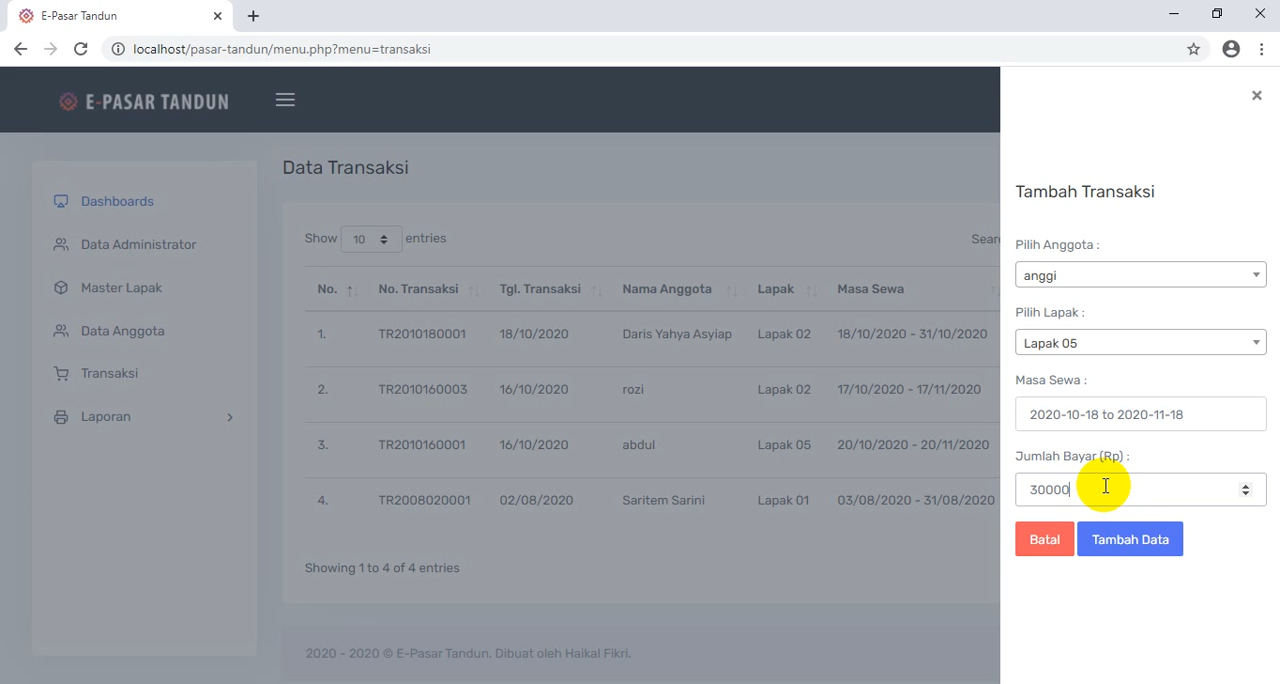 E-Pasar Tandun
localhost/pasar-tandun/menu.php?menu=transaksi
E-PASAR TANDUN
Dashboards
Data Administrator
Master Lapak
Data Anggota
Transaksi
Laporan
Data Transaksi
Show 10 entries
Sear
No. No. Transaksi Tgl. Transaksi Nama Anggota Lapak Masa Sewa
1. TR2010180001 18/10/2020 Daris Yahya Asyiap Lapak 02 18/10/2020 - 31/10/2020
2. TR2010160003 16/10/2020 rozi Lapak 02 17/10/2020 - 17/11/2020
3. TR2010160001 16/10/2020 abdul Lapak 05 20/10/2020 - 20/11/2020
4. TR2008020001 02/08/2020 Saritem Sarini Lapak 01 03/08/2020 - 31/08/2020
Showing 1 to 4 of 4 entries
2020 - 2020 © E-Pasar Tandun. Dibuat oleh Haikal Fikri.
Tambah Transaksi
Pilih Anggota :
anggi
Pilih Lapak :
Lapak 05
Masa Sewa :
2020-10-18 to 2020-11-18
Jumlah Bayar (Rp) :
30000
Batal Tambah Data